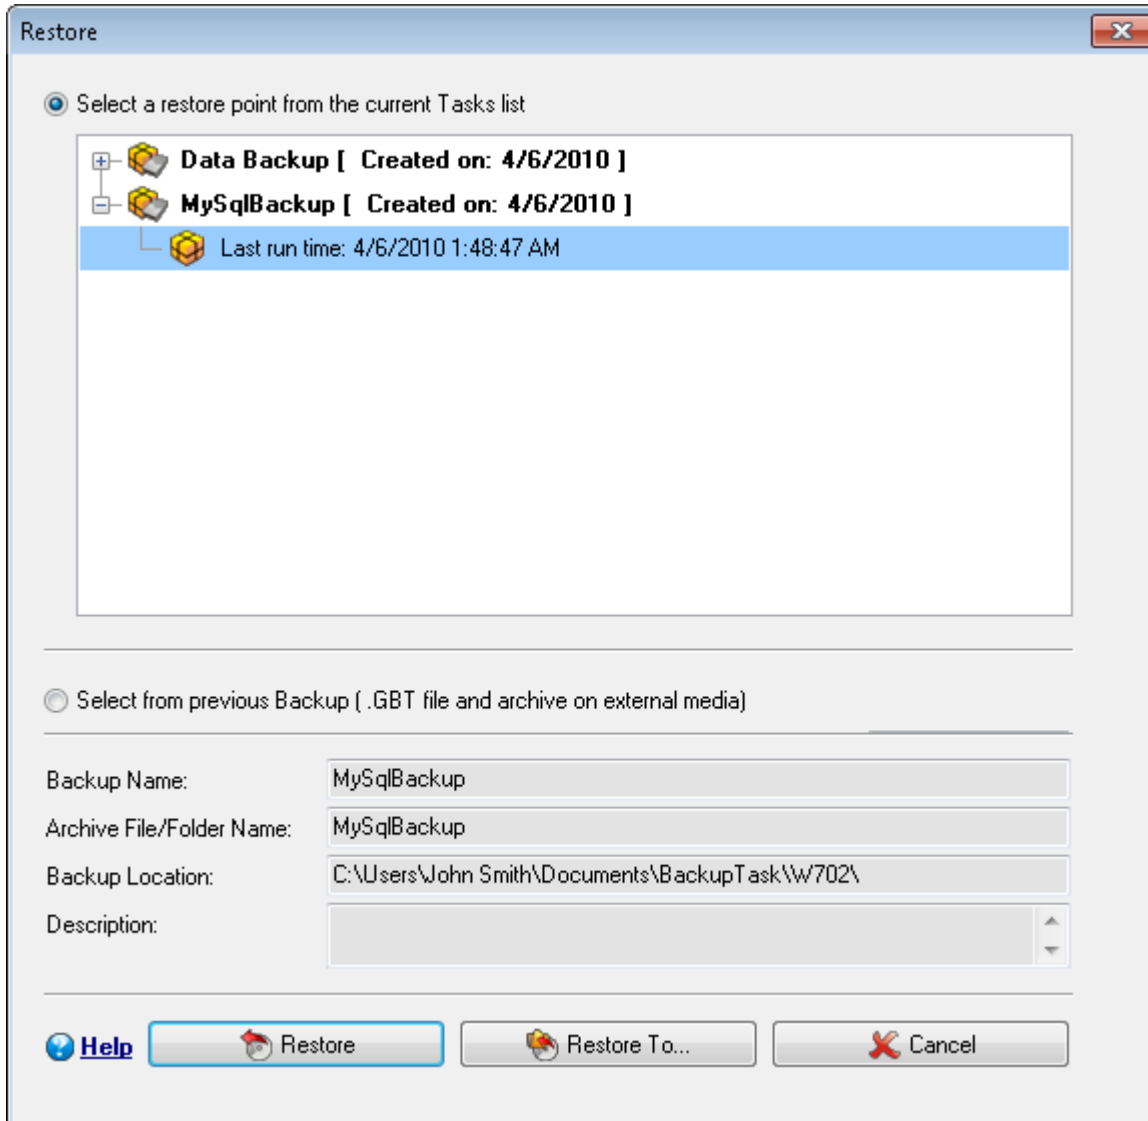 Restore
Select a restore point from the current Tasks list
Data Backup [ Created on: 4/6/2010 ]
MySqlBackup [ Created on: 4/6/2010 ]
Last run time: 4/6/2010 1:48:47 AM
Select from previous Backup ( .GBT file and archive on external media)
Backup Name: MySqlBackup
Archive File/Folder Name: MySqlBackup
Backup Location: C:\Users\John Smith\Documents\BackupTask\W702\
Description:
Help Restore Restore To... Cancel